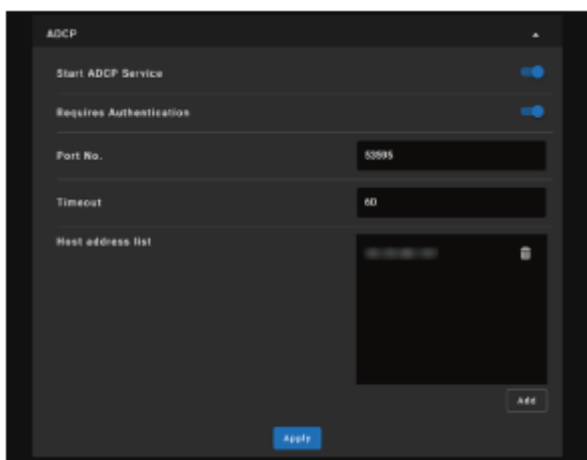 ADCP
Start ADCP Service
Requires Authentication
Port No.
53595
Timeout
60
Host address list
Add
Apply